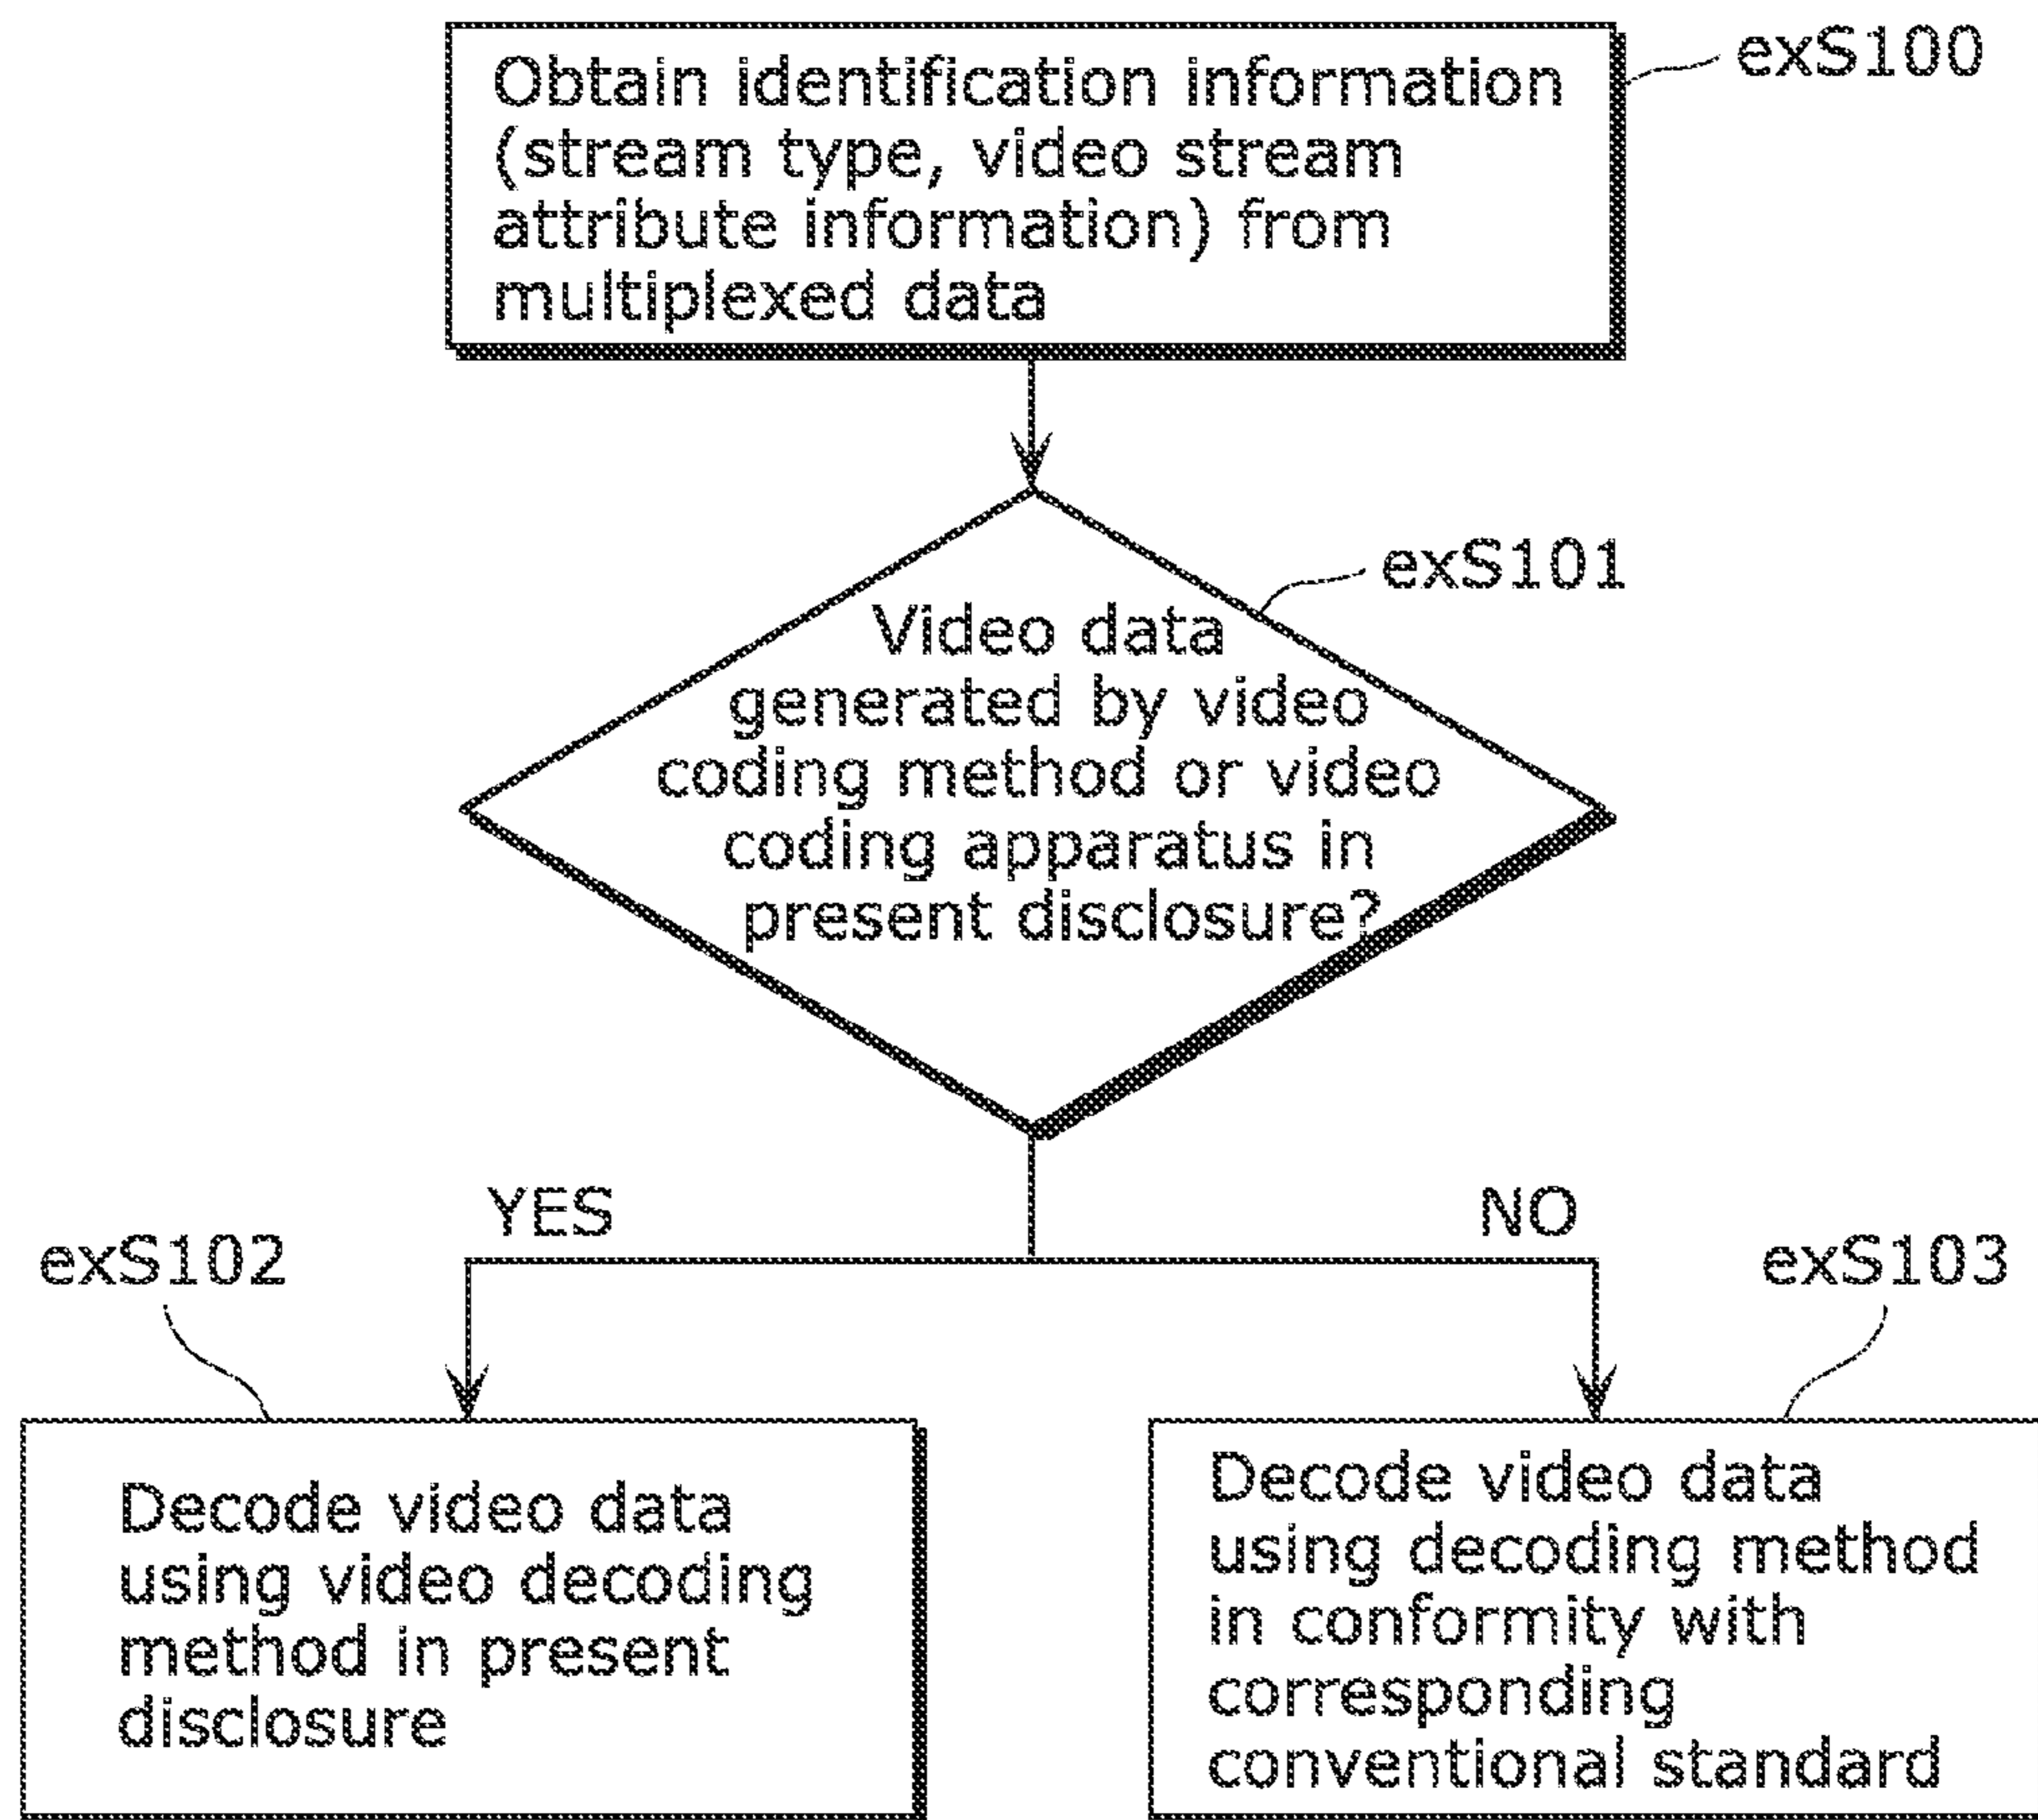 exS100
Obtain identification information
(stream type, video stream
attribute information) from
multiplexed data
exS101
Video data
generated by video
coding method or video
coding apparatus in
present disclosure?
YES
NO
exS102
exS103
Decode video data
using video decoding
method in present
disclosure
Decode video data
using decoding method
in conformity with
corresponding
conventional standard